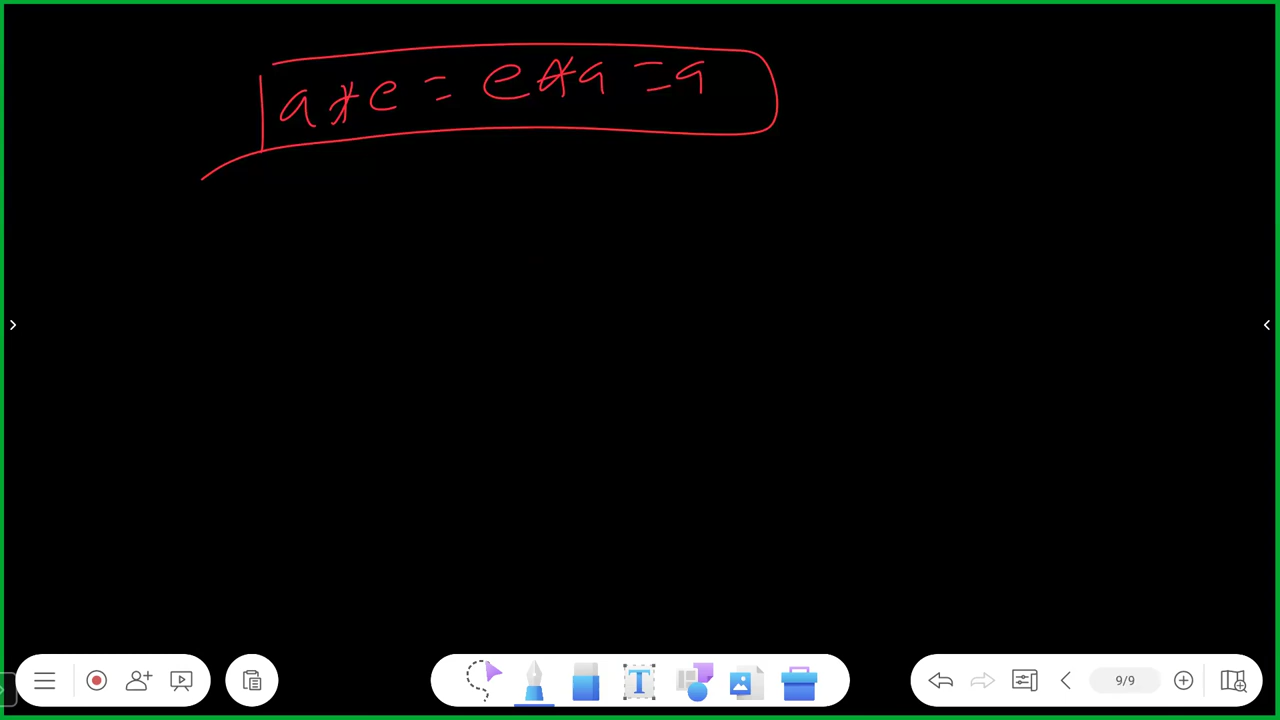 a * e = e * a = a
9/9